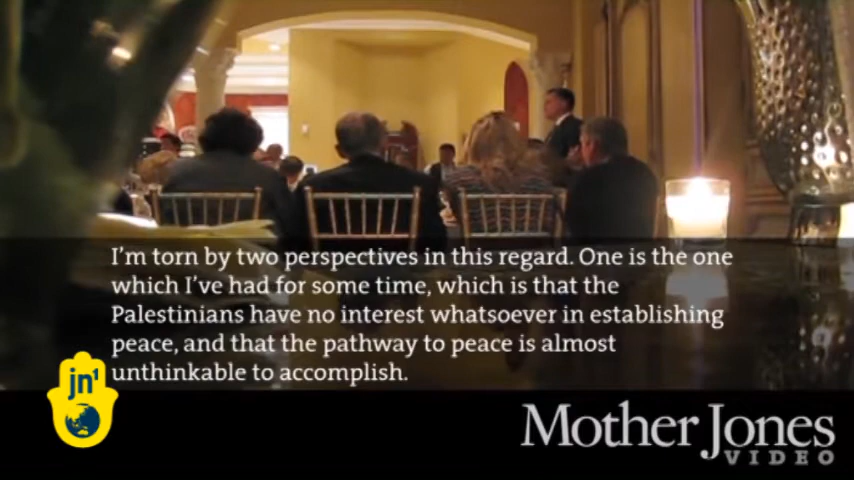 I'm torn by two perspectives in this regard. One is the one
which I've had for some time, which is that the
Palestinians have no interest whatsoever in establishing
peace, and that the pathway to peace is almost
unthinkable to accomplish.
jn1
Mother Jones
VIDEO